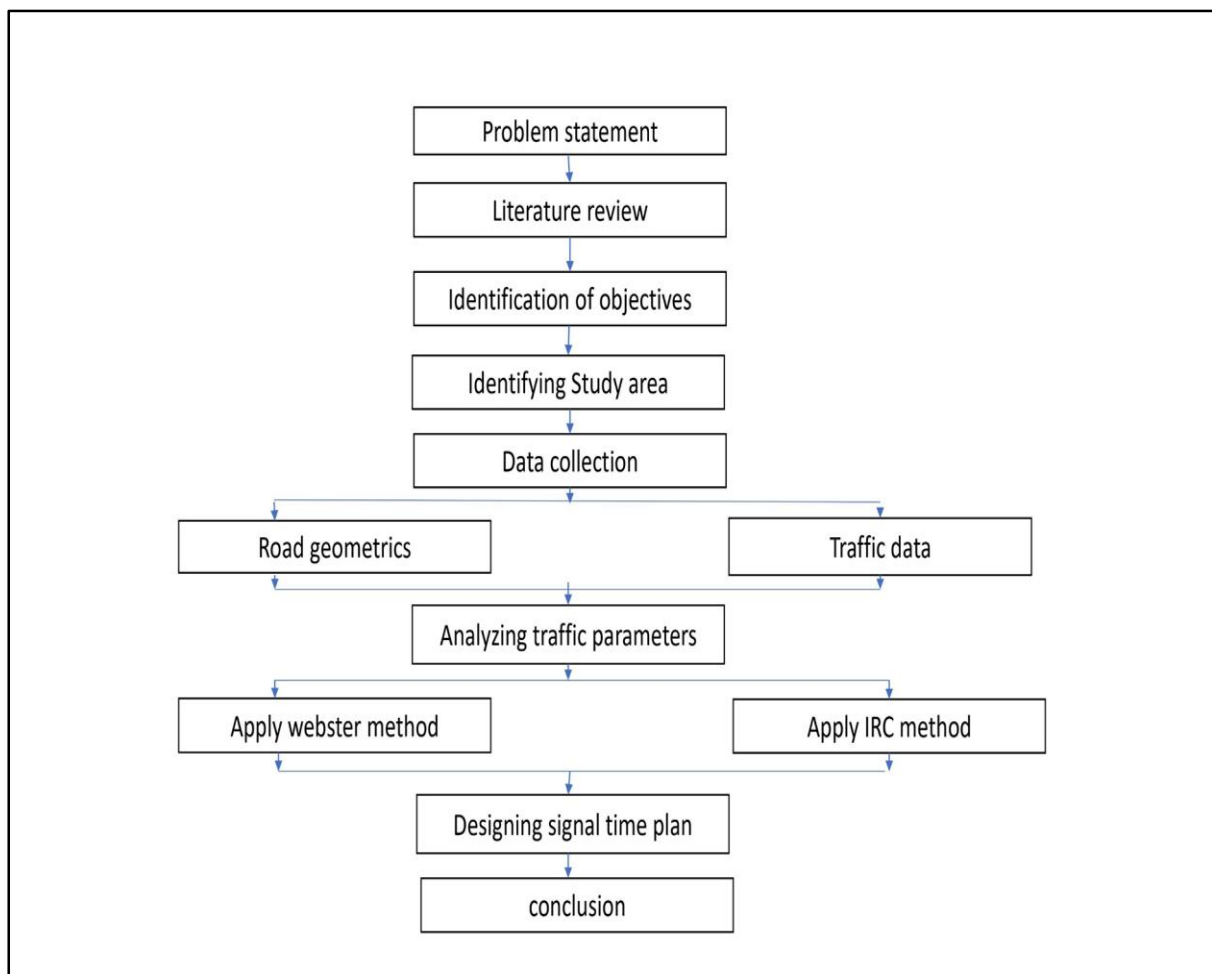 Problem statement
Literature review
Identification of objectives
Identifying Study area
Data collection
Road geometrics
Traffic data
Analyzing traffic parameters
Apply webster method
Apply IRC method
Designing signal time plan
conclusion